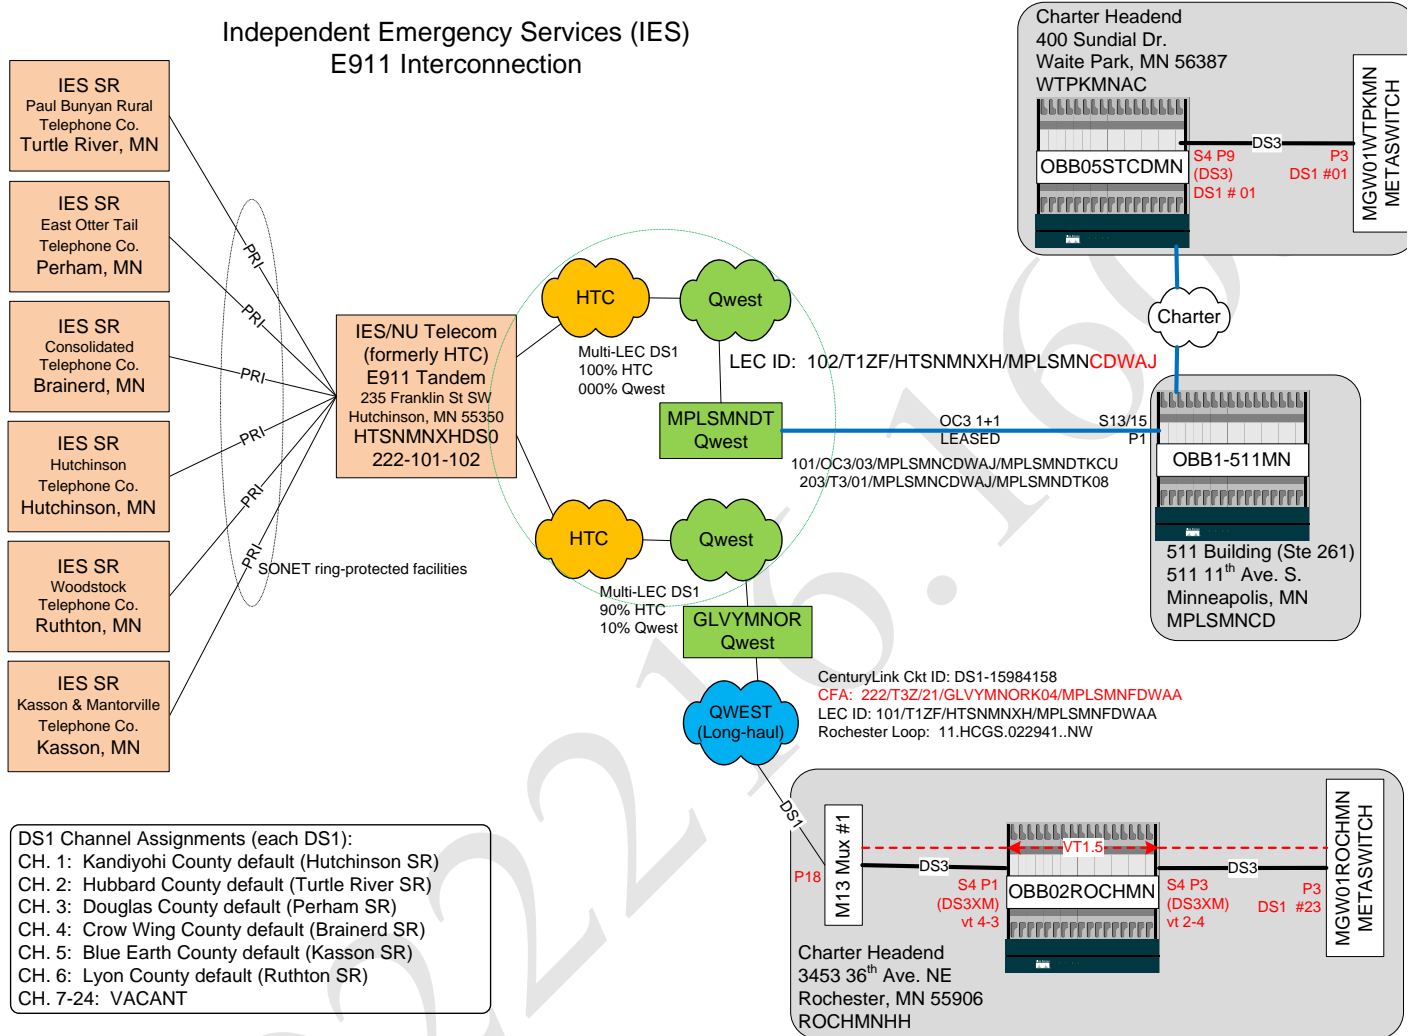 Independent Emergency Services (IES)
E911 Interconnection
IES SR
Paul Bunyan Rural
Telephone Co.
Turtle River, MN
IES SR
East Otter Tail
Telephone Co.
Perham, MN
IES SR
Consolidated
Telephone Co.
Brainerd, MN
IES SR
Hutchinson
Telephone Co.
Hutchinson, MN
IES SR
Woodstock
Telephone Co.
Ruthton, MN
IES SR
Kasson & Mantorville
Telephone Co.
Kasson, MN
PRI
PRI
PRI
PRI
PRI
PRI
SONET ring-protected facilities
IES/NU Telecom
(formerly HTC)
E911 Tandem
235 Franklin St SW
Hutchinson, MN 55350
HTSNMNXHDS0
222-101-102
HTC
Qwest
Multi-LEC DS1
100% HTC
000% Qwest
LEC ID: 102/T1ZF/HTSNMNXH/MPLSMNCDWAJ
MPLSMNDT
Qwest
OC3 1+1
LEASED
S13/15
P1
101/OC3/03/MPLSMNCDWAJ/MPLSMNDTKCU
203/T3/01/MPLSMNCDWAJ/MPLSMNDTK08
HTC
Qwest
Multi-LEC DS1
90% HTC
10% Qwest
GLVYMNOR
Qwest
QWEST
(Long-haul)
CenturyLink Ckt ID: DS1-15984158
CFA: 222/T3Z/21/GLVYMNORK04/MPLSMNFDWAA
LEC ID: 101/T1ZF/HTSNMNXH/MPLSMNFDWAA
Rochester Loop: 11.HCGS.022941..NW
Charter Headend
400 Sundial Dr.
Waite Park, MN 56387
WTPKMNAC
OBB05STCDMN
DS3
S4 P9
(DS3)
DS1 # 01
P3
DS1 #01
MGW01WTPKMN
METASWITCH
Charter
OBB1-511MN
511 Building (Ste 261)
511 11th Ave. S.
Minneapolis, MN
MPLSMNCD
DS1
P18
M13 Mux #1
DS3
VT1.5
S4 P1
(DS3XM)
vt 4-3
OBB02ROCHMN
S4 P3
(DS3XM)
vt 2-4
DS3
P3
DS1 #23
MGW01ROCHMN
METASWITCH
Charter Headend
3453 36th Ave. NE
Rochester, MN 55906
ROCHMNHH
DS1 Channel Assignments (each DS1):
CH. 1: Kandiyohi County default (Hutchinson SR)
CH. 2: Hubbard County default (Turtle River SR)
CH. 3: Douglas County default (Perham SR)
CH. 4: Crow Wing County default (Brainerd SR)
CH. 5: Blue Earth County default (Kasson SR)
CH. 6: Lyon County default (Ruthton SR)
CH. 7-24: VACANT